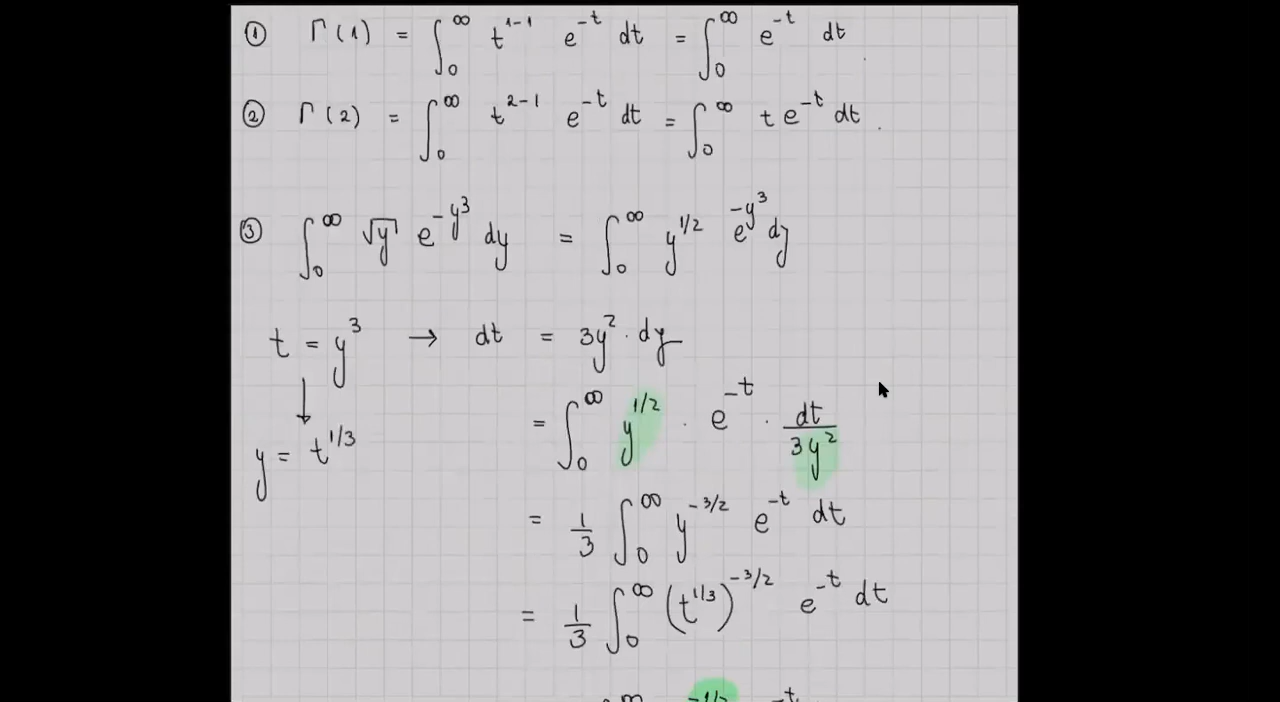 ① Γ(1) = ∫₀^∞ t^{1-1} e^{-t} dt = ∫₀^∞ e^{-t} dt
② Γ(2) = ∫₀^∞ t^{2-1} e^{-t} dt = ∫₀^∞ t e^{-t} dt.
③ ∫₀^∞ √y e^{-y³} dy = ∫₀^∞ y^{1/2} e^{-y³} dy
t = y³ → dt = 3y² · dy
↓
= ∫₀^∞ y^{1/2} · e^{-t} · dt/3y²
y = t^{1/3}
= 1/3 ∫₀^∞ y^{-3/2} e^{-t} dt
= 1/3 ∫₀^∞ (t^{1/3})^{-3/2} e^{-t} dt
∞ -1/2 -t